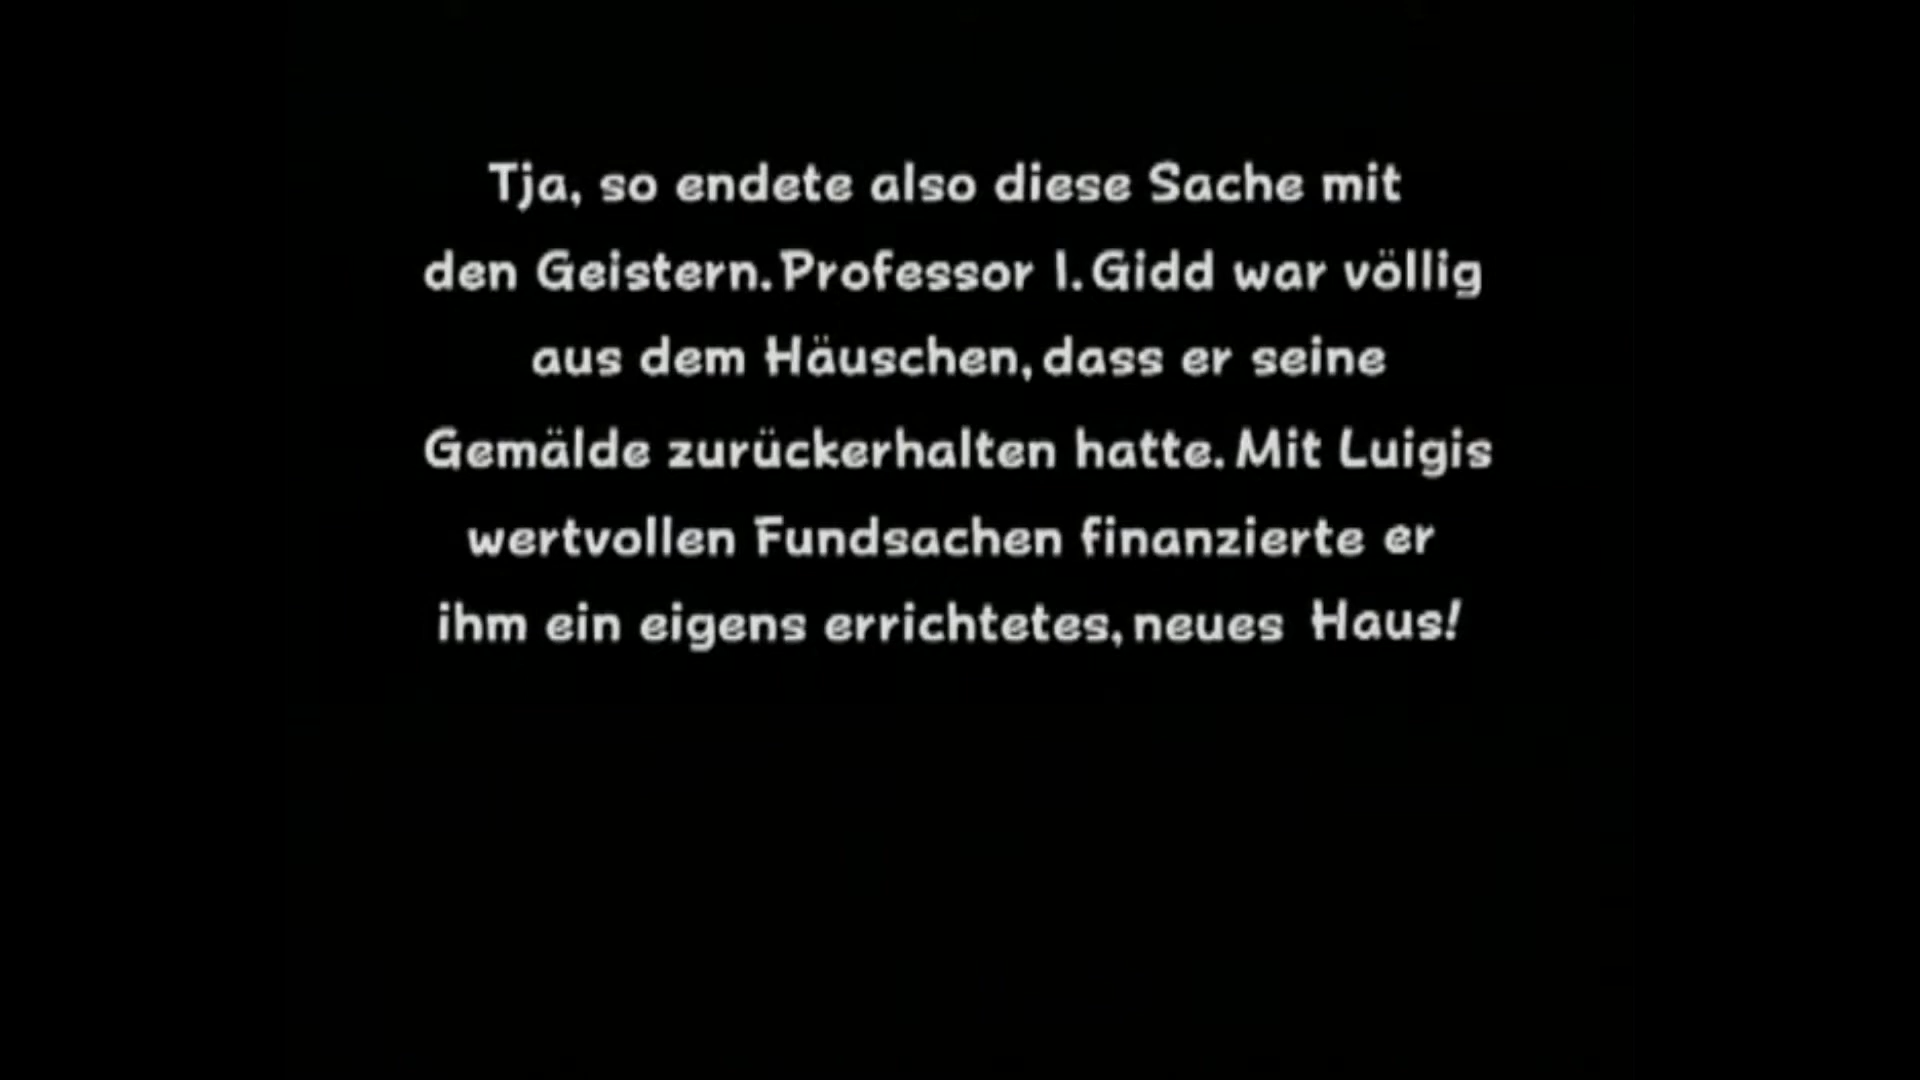 Tja, so endete also diese Sache mit
den Geistern. Professor I. Gidd war völlig
aus dem Häuschen, dass er seine
Gemälde zurückerhalten hatte. Mit Luigis
wertvollen Fundsachen finanzierte er
ihm ein eigens errichtetes, neues Haus!